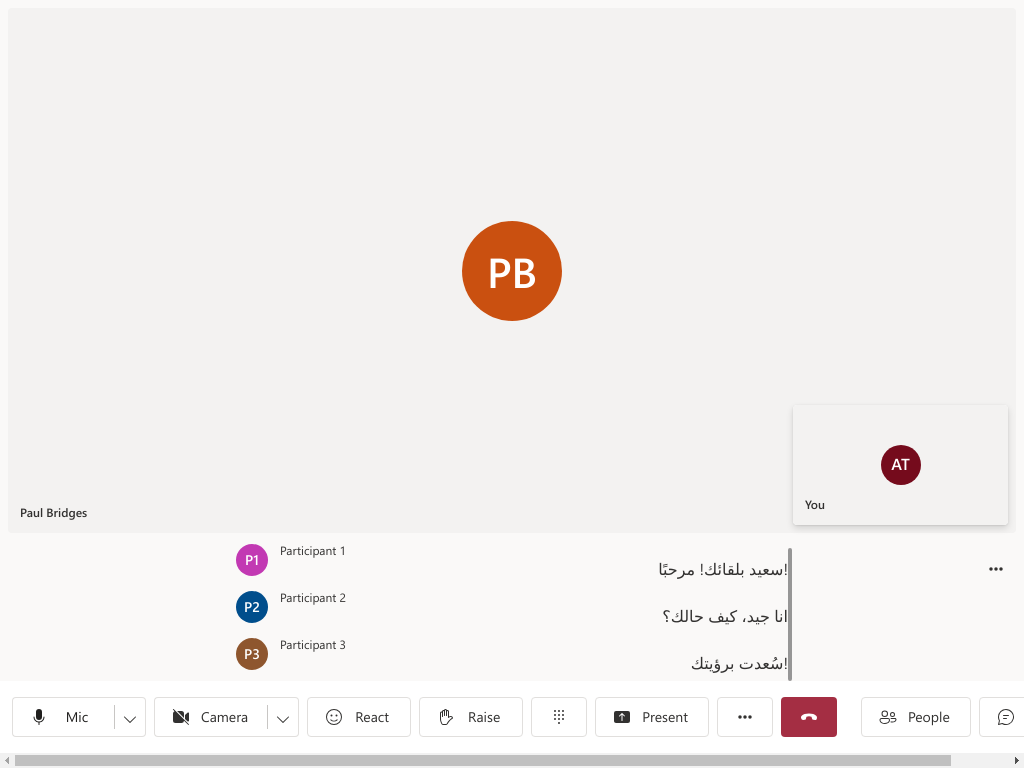 PB
Paul Bridges
AT
You
P1 Participant 1
سعيد بلقائك! مرحبًا!
P2 Participant 2
انا جيد، كيف حالك؟
P3 Participant 3
سُعدت برؤيتك!
Mic Camera React Raise Present People